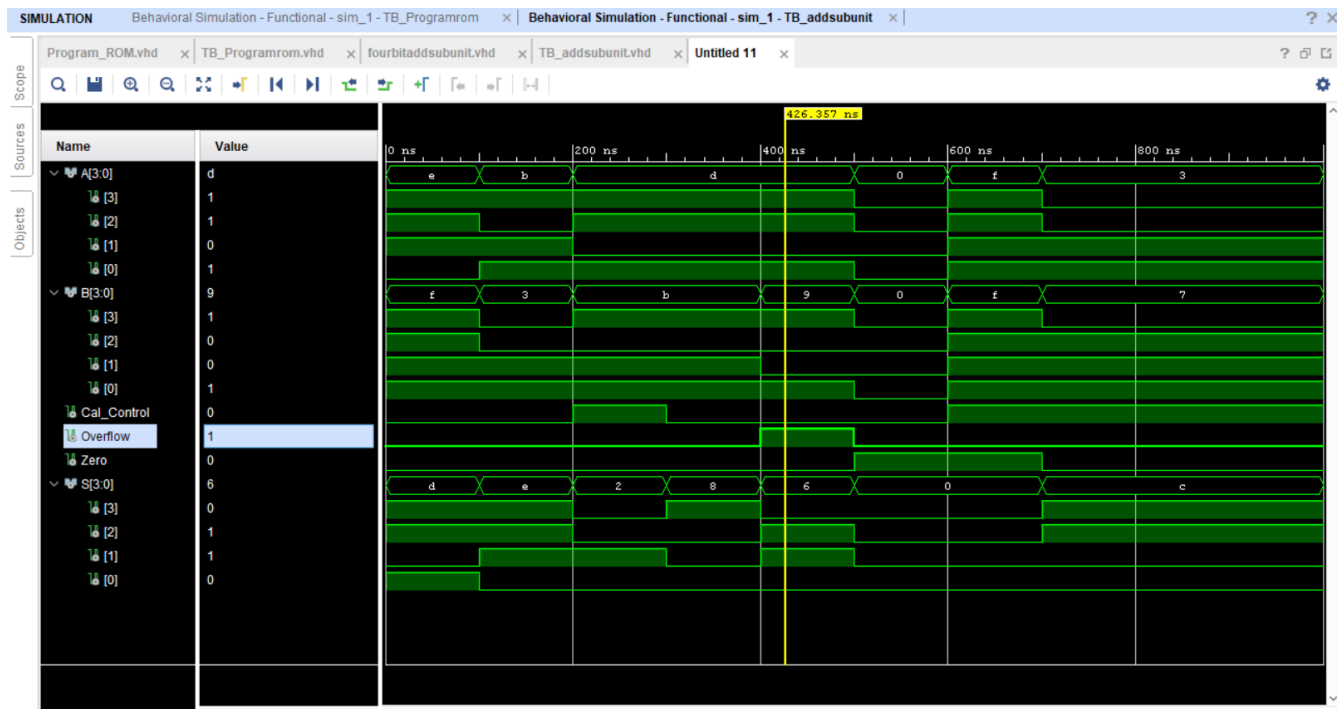 SIMULATION Behavioral Simulation - Functional - sim_1 - TB_Programrom Behavioral Simulation - Functional - sim_1 - TB_addsubunit ?
Program_ROM.vhd TB_Programrom.vhd fourbitaddsubunit.vhd TB_addsubunit.vhd Untitled 11 ?
Scope
Sources
Objects
426.357 ns
Name Value 0 ns 200 ns 400 ns 600 ns 800 ns
A[3:0] d e b d 0 f 3
[3] 1
[2] 1
[1] 0
[0] 1
B[3:0] 9 f 3 b 9 0 f 7
[3] 1
[2] 0
[1] 0
[0] 1
Cal_Control 0
Overflow 1
Zero 0
S[3:0] 6 d e 2 8 6 0 c
[3] 0
[2] 1
[1] 1
[0] 0